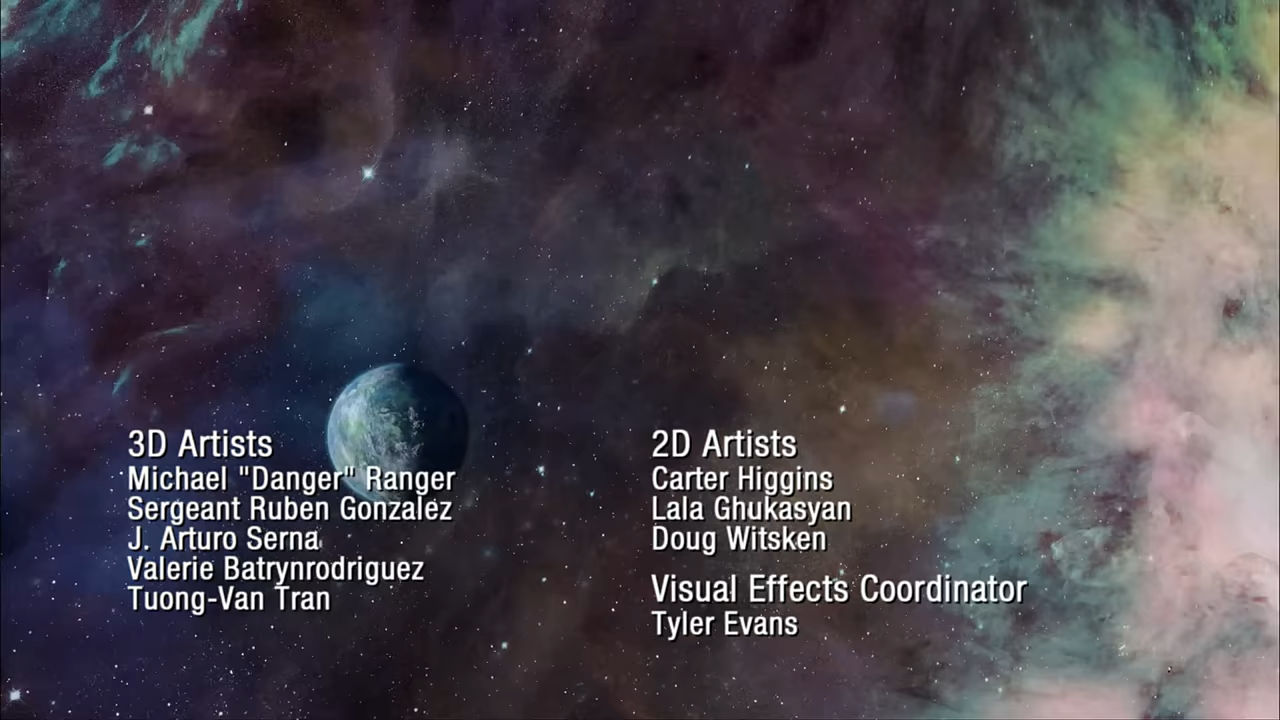 3D Artists
Michael "Danger" Ranger
Sergeant Ruben Gonzalez
J. Arturo Serna
Valerie Batrynrodriguez
Tuong-Van Tran
2D Artists
Carter Higgins
Lala Ghukasyan
Doug Witsken
Visual Effects Coordinator
Tyler Evans